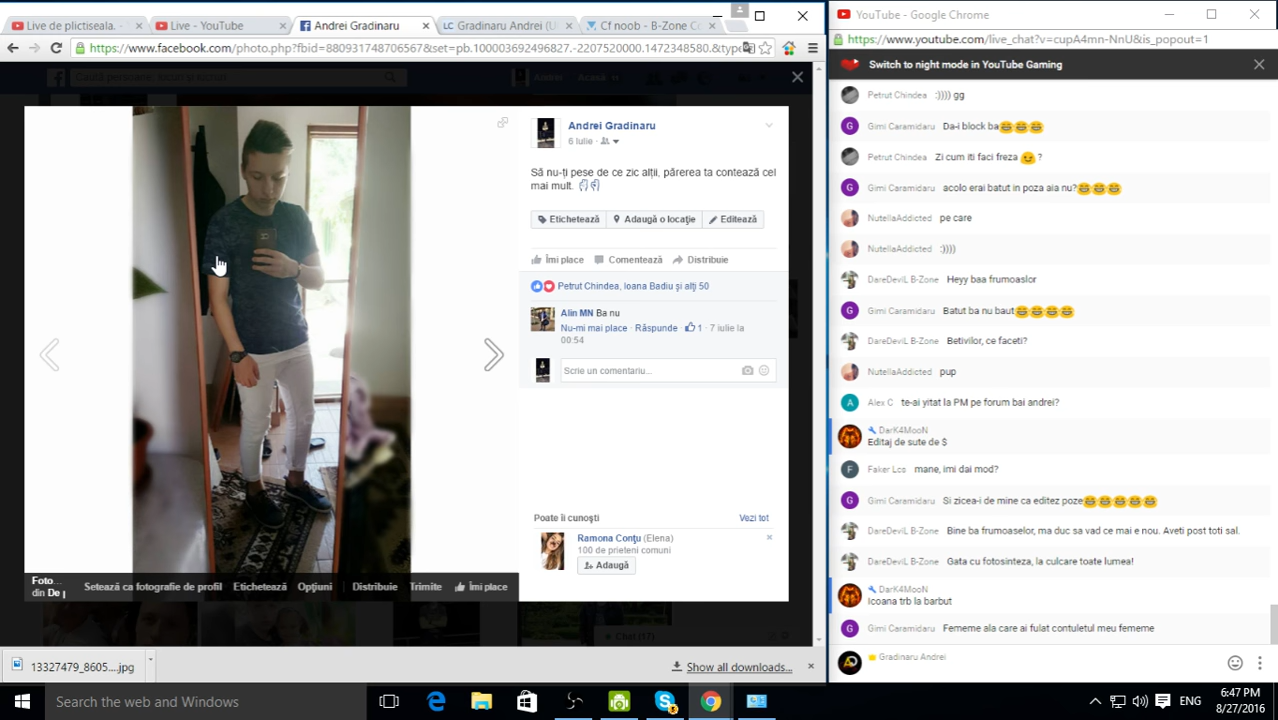 Live de plictiseala. -
Live - YouTube
Andrei Gradinaru
Gradinaru Andrei (U
Cf noob - B-Zone Co
https://www.facebook.com/photo.php?fbid=880931748706567&set=pb.100005692496827.-2207520000.1472348580.&type
Caută prieteni
Andrei
Acasă
Andrei Gradinaru
6 iulie
Să nu-ți pese de ce zic alții, părerea ta contează cel
mai mult.
Etichetează
Adaugă o locație
Editează
Îmi place
Comentează
Distribuie
Petrut Chindea, Ioana Badiu și alți 50
Alin MN Ba nu
Nu-mi mai place · Răspunde · 1 · 7 iulie la
00:54
Scrie un comentariu...
Poate îi cunoști
Vezi tot
Ramona Conțu (Elena)
100 de prieteni comuni
Adaugă
Foto...
din De p
Setează ca fotografie de profil
Etichetează
Opțiuni
Distribuie
Trimite
Îmi place
Chat (17)
13327479_8605....jpg
Show all downloads...
YouTube - Google Chrome
https://www.youtube.com/live_chat?v=cupA4mn-NnU&is_popout=1
Switch to night mode in YouTube Gaming
Petrut Chindea :)))) gg
G Gimi Caramidaru Da-i block ba😂😂😂
Petrut Chindea Zi cum iti faci freza 😉 ?
G Gimi Caramidaru acolo erai batut in poza aia nu?😂😂😂
NutellaAddicted pe care
NutellaAddicted :))))
DareDeviL B-Zone Heyy baa frumoaslor
G Gimi Caramidaru Batut ba nu baut😂😂😂😂
DareDeviL B-Zone Betivilor, ce faceti?
NutellaAddicted pup
A Alex C te-ai yitat la PM pe forum bai andrei?
DarK4MooN
Editaj de sute de $
F Faker Lco mane, imi dai mod?
G Gimi Caramidaru Si zicea-i de mine ca editez poze😂😂😂😂😂
DareDeviL B-Zone Bine ba frumoaselor, ma duc sa vad ce mai e nou. Aveti post toti sal.
DareDeviL B-Zone Gata cu fotosinteza, la culcare toate lumea!
DarK4MooN
Icoana trb la barbut
G Gimi Caramidaru Fememe ala care ai fulat contuletul meu fememe
Gradinaru Andrei
Search the web and Windows
ENG
6:47 PM
8/27/2016